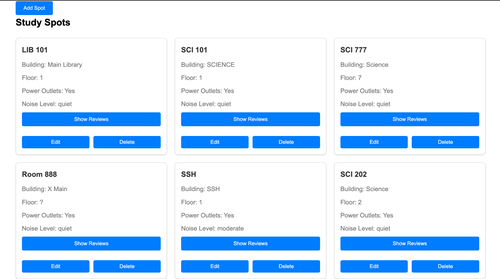 Add Spot
Study Spots
LIB 101
Building: Main Library
Floor: 1
Power Outlets: Yes
Noise Level: quiet
Show Reviews
Edit
Delete
SCI 101
Building: SCIENCE
Floor: 1
Power Outlets: Yes
Noise Level: quiet
Show Reviews
Edit
Delete
SCI 777
Building: Science
Floor: 7
Power Outlets: Yes
Noise Level: quiet
Show Reviews
Edit
Delete
Room 888
Building: X Main
Floor: ?
Power Outlets: Yes
Noise Level: quiet
Show Reviews
Edit
Delete
SSH
Building: SSH
Floor: 1
Power Outlets: Yes
Noise Level: moderate
Show Reviews
Edit
Delete
SCI 202
Building: Science
Floor: 2
Power Outlets: Yes
Noise Level: quiet
Show Reviews
Edit
Delete